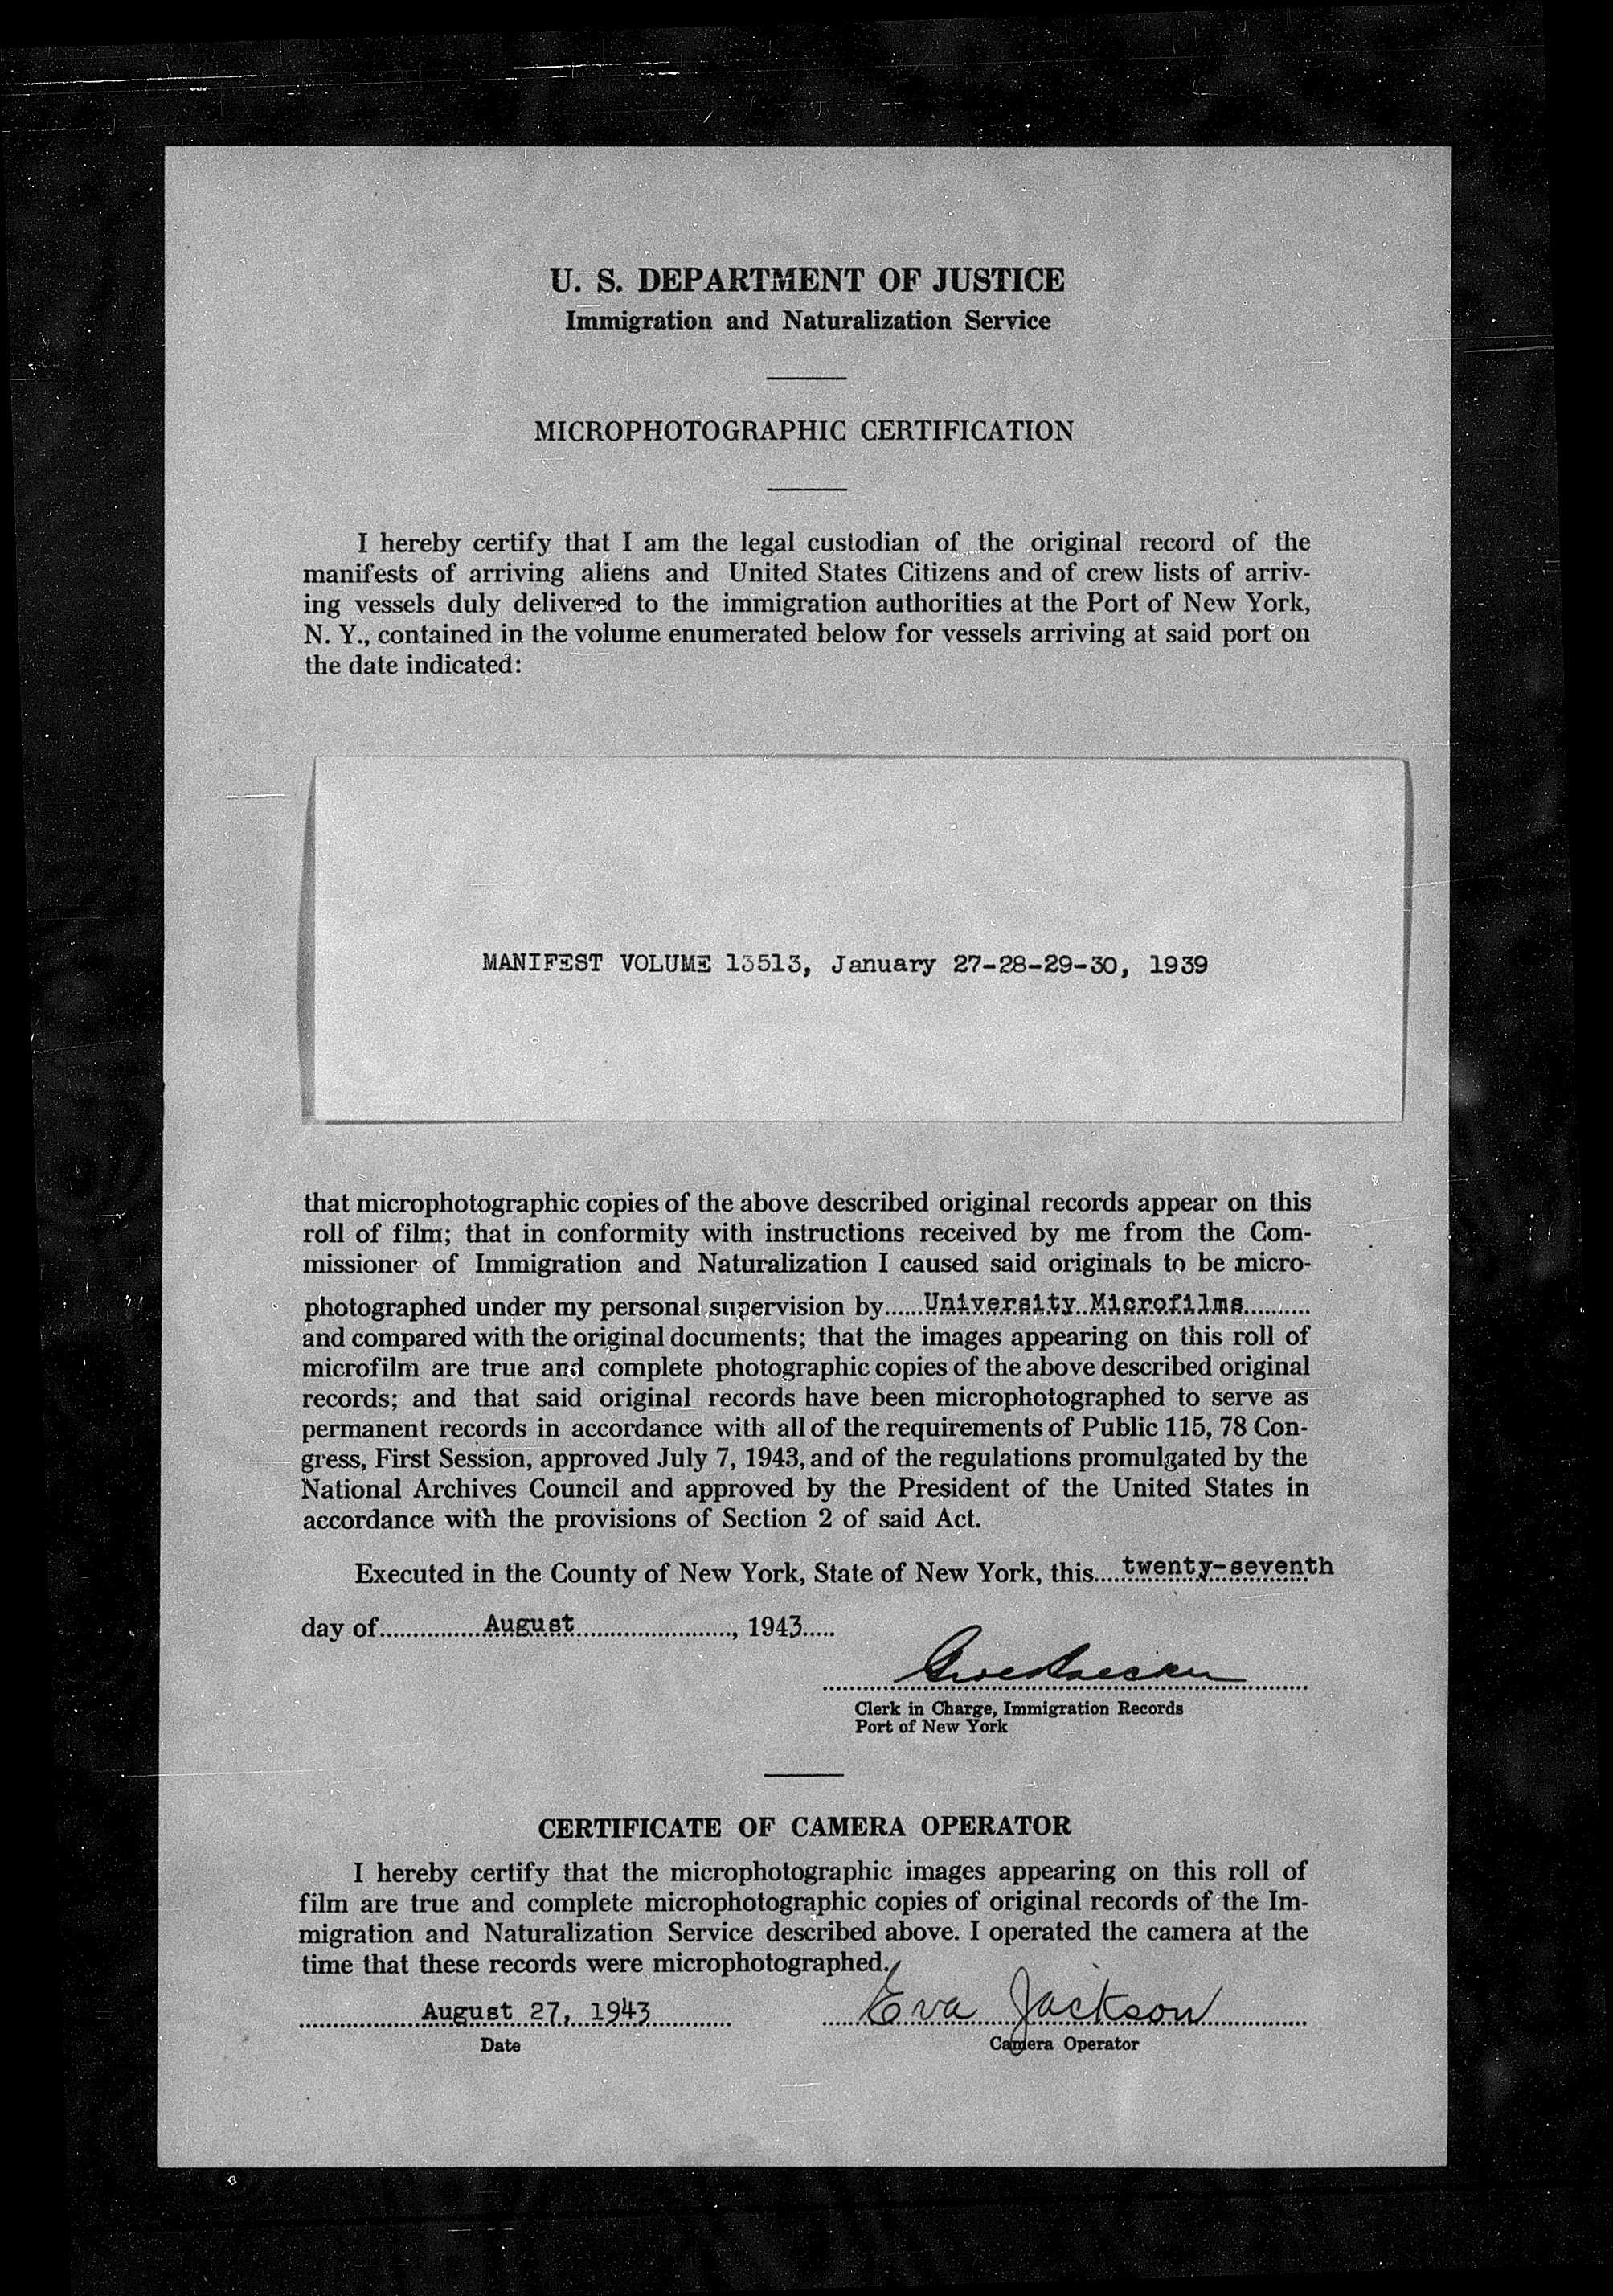 U. S. DEPARTMENT OF JUSTICE
Immigration and Naturalization Service
MICROPHOTOGRAPHIC CERTIFICATION
I hereby certify that I am the legal custodian of the original record of the
manifests of arriving aliens and United States Citizens and of crew lists of arriv-
ing vessels duly delivered to the immigration authorities at the Port of New York,
N. Y., contained in the volume enumerated below for vessels arriving at said port on
the date indicated:
MANIFEST VOLUME 13513, January 27-28-29-30, 1939
that microphotographic copies of the above described original records appear on this
roll of film; that in conformity with instructions received by me from the Com-
missioner of Immigration and Naturalization I caused said originals to be micro-
photographed under my personal supervision by......University Microfilms..........
and compared with the original documents; that the images appearing on this roll of
microfilm are true and complete photographic copies of the above described original
records; and that said original records have been microphotographed to serve as
permanent records in accordance with all of the requirements of Public 115, 78 Con-
gress, First Session, approved July 7, 1943, and of the regulations promulgated by the
National Archives Council and approved by the President of the United States in
accordance with the provisions of Section 2 of said Act.
Executed in the County of New York, State of New York, this.....twenty-seventh
day of................August........................, 1943.....
Clerk in Charge, Immigration Records
Port of New York
CERTIFICATE OF CAMERA OPERATOR
I hereby certify that the microphotographic images appearing on this roll of
film are true and complete microphotographic copies of original records of the Im-
migration and Naturalization Service described above. I operated the camera at the
time that these records were microphotographed.
August 27, 1943 Eva Jackson
Date Camera Operator